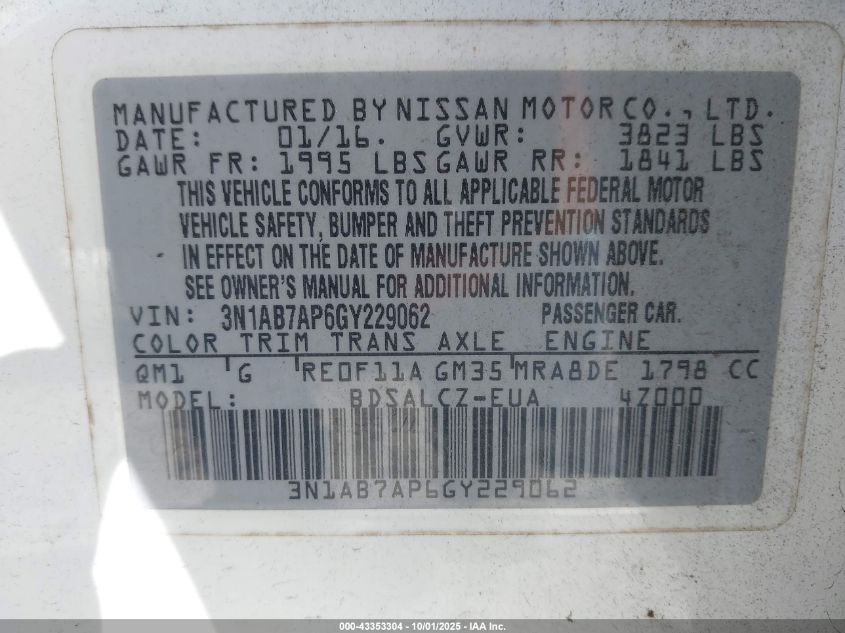 MANUFACTURED BY NISSAN MOTOR CO., LTD.
DATE: 01/16. GVWR: 3823 LBS
GAWR FR: 1995 LBS GAWR RR: 1841 LBS
THIS VEHICLE CONFORMS TO ALL APPLICABLE FEDERAL MOTOR
VEHICLE SAFETY, BUMPER AND THEFT PREVENTION STANDARDS
IN EFFECT ON THE DATE OF MANUFACTURE SHOWN ABOVE.
SEE OWNER'S MANUAL FOR ADDITIONAL INFORMATION.
VIN: 3N1AB7AP6GY229062 PASSENGER CAR.
COLOR TRIM TRANS AXLE ENGINE
QM1 G RE0F11A GM35 MRA8DE 1798 CC
MODEL: BDSALCZ-EUA 4Z000
3N1AB7AP6GY229062
000-43353304 - 10/01/2025 - IAA Inc.